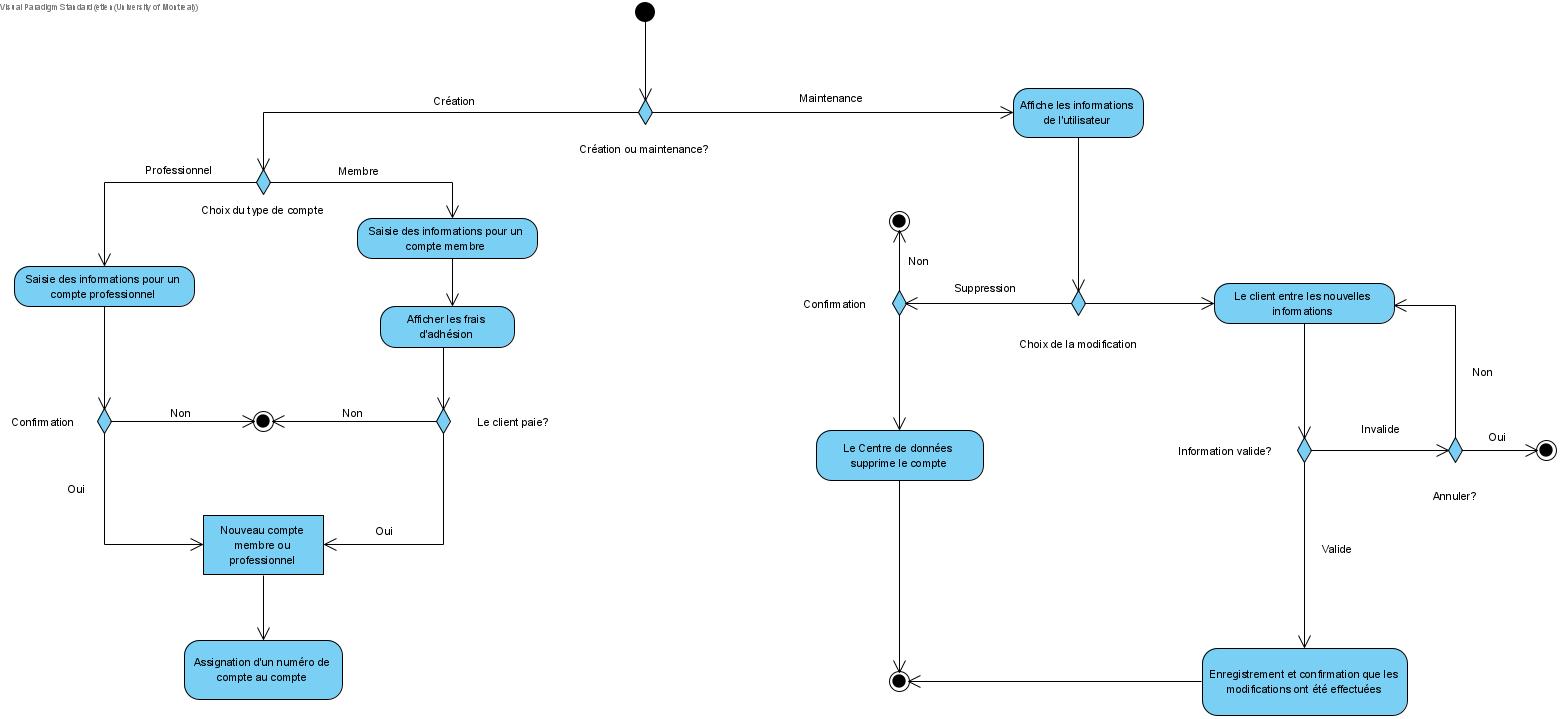 Visual Paradigm Standard (etien (University of Montreal))
Création
Maintenance
Affiche les informations
de l'utilisateur
Création ou maintenance?
Professionnel
Membre
Choix du type de compte
Saisie des informations pour un
compte membre
Saisie des informations pour un
compte professionnel
Afficher les frais
d'adhésion
Non
Suppression
Confirmation
Le client entre les nouvelles
informations
Choix de la modification
Non
Confirmation
Non
Non
Le client paie?
Invalide
Oui
Information valide?
Le Centre de données
supprime le compte
Annuler?
Oui
Oui
Nouveau compte
membre ou
professionnel
Valide
Assignation d'un numéro de
compte au compte
Enregistrement et confirmation que les
modifications ont été effectuées